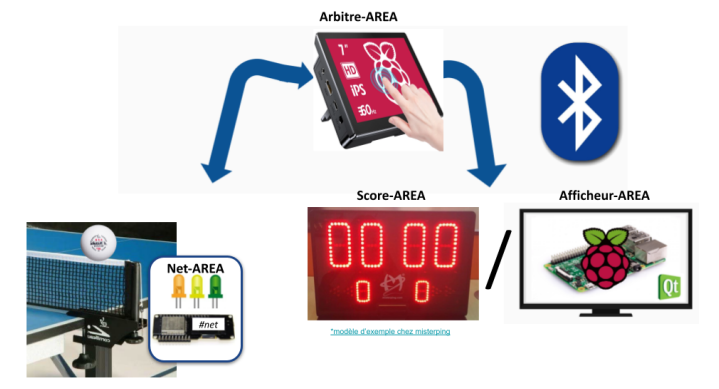 Arbitre-AREA
7"
HD
iPS
Score-AREA
Afficheur-AREA
00 00
0 0
/
Net-AREA
#net
Qt
*modèle d'exemple chez misterping